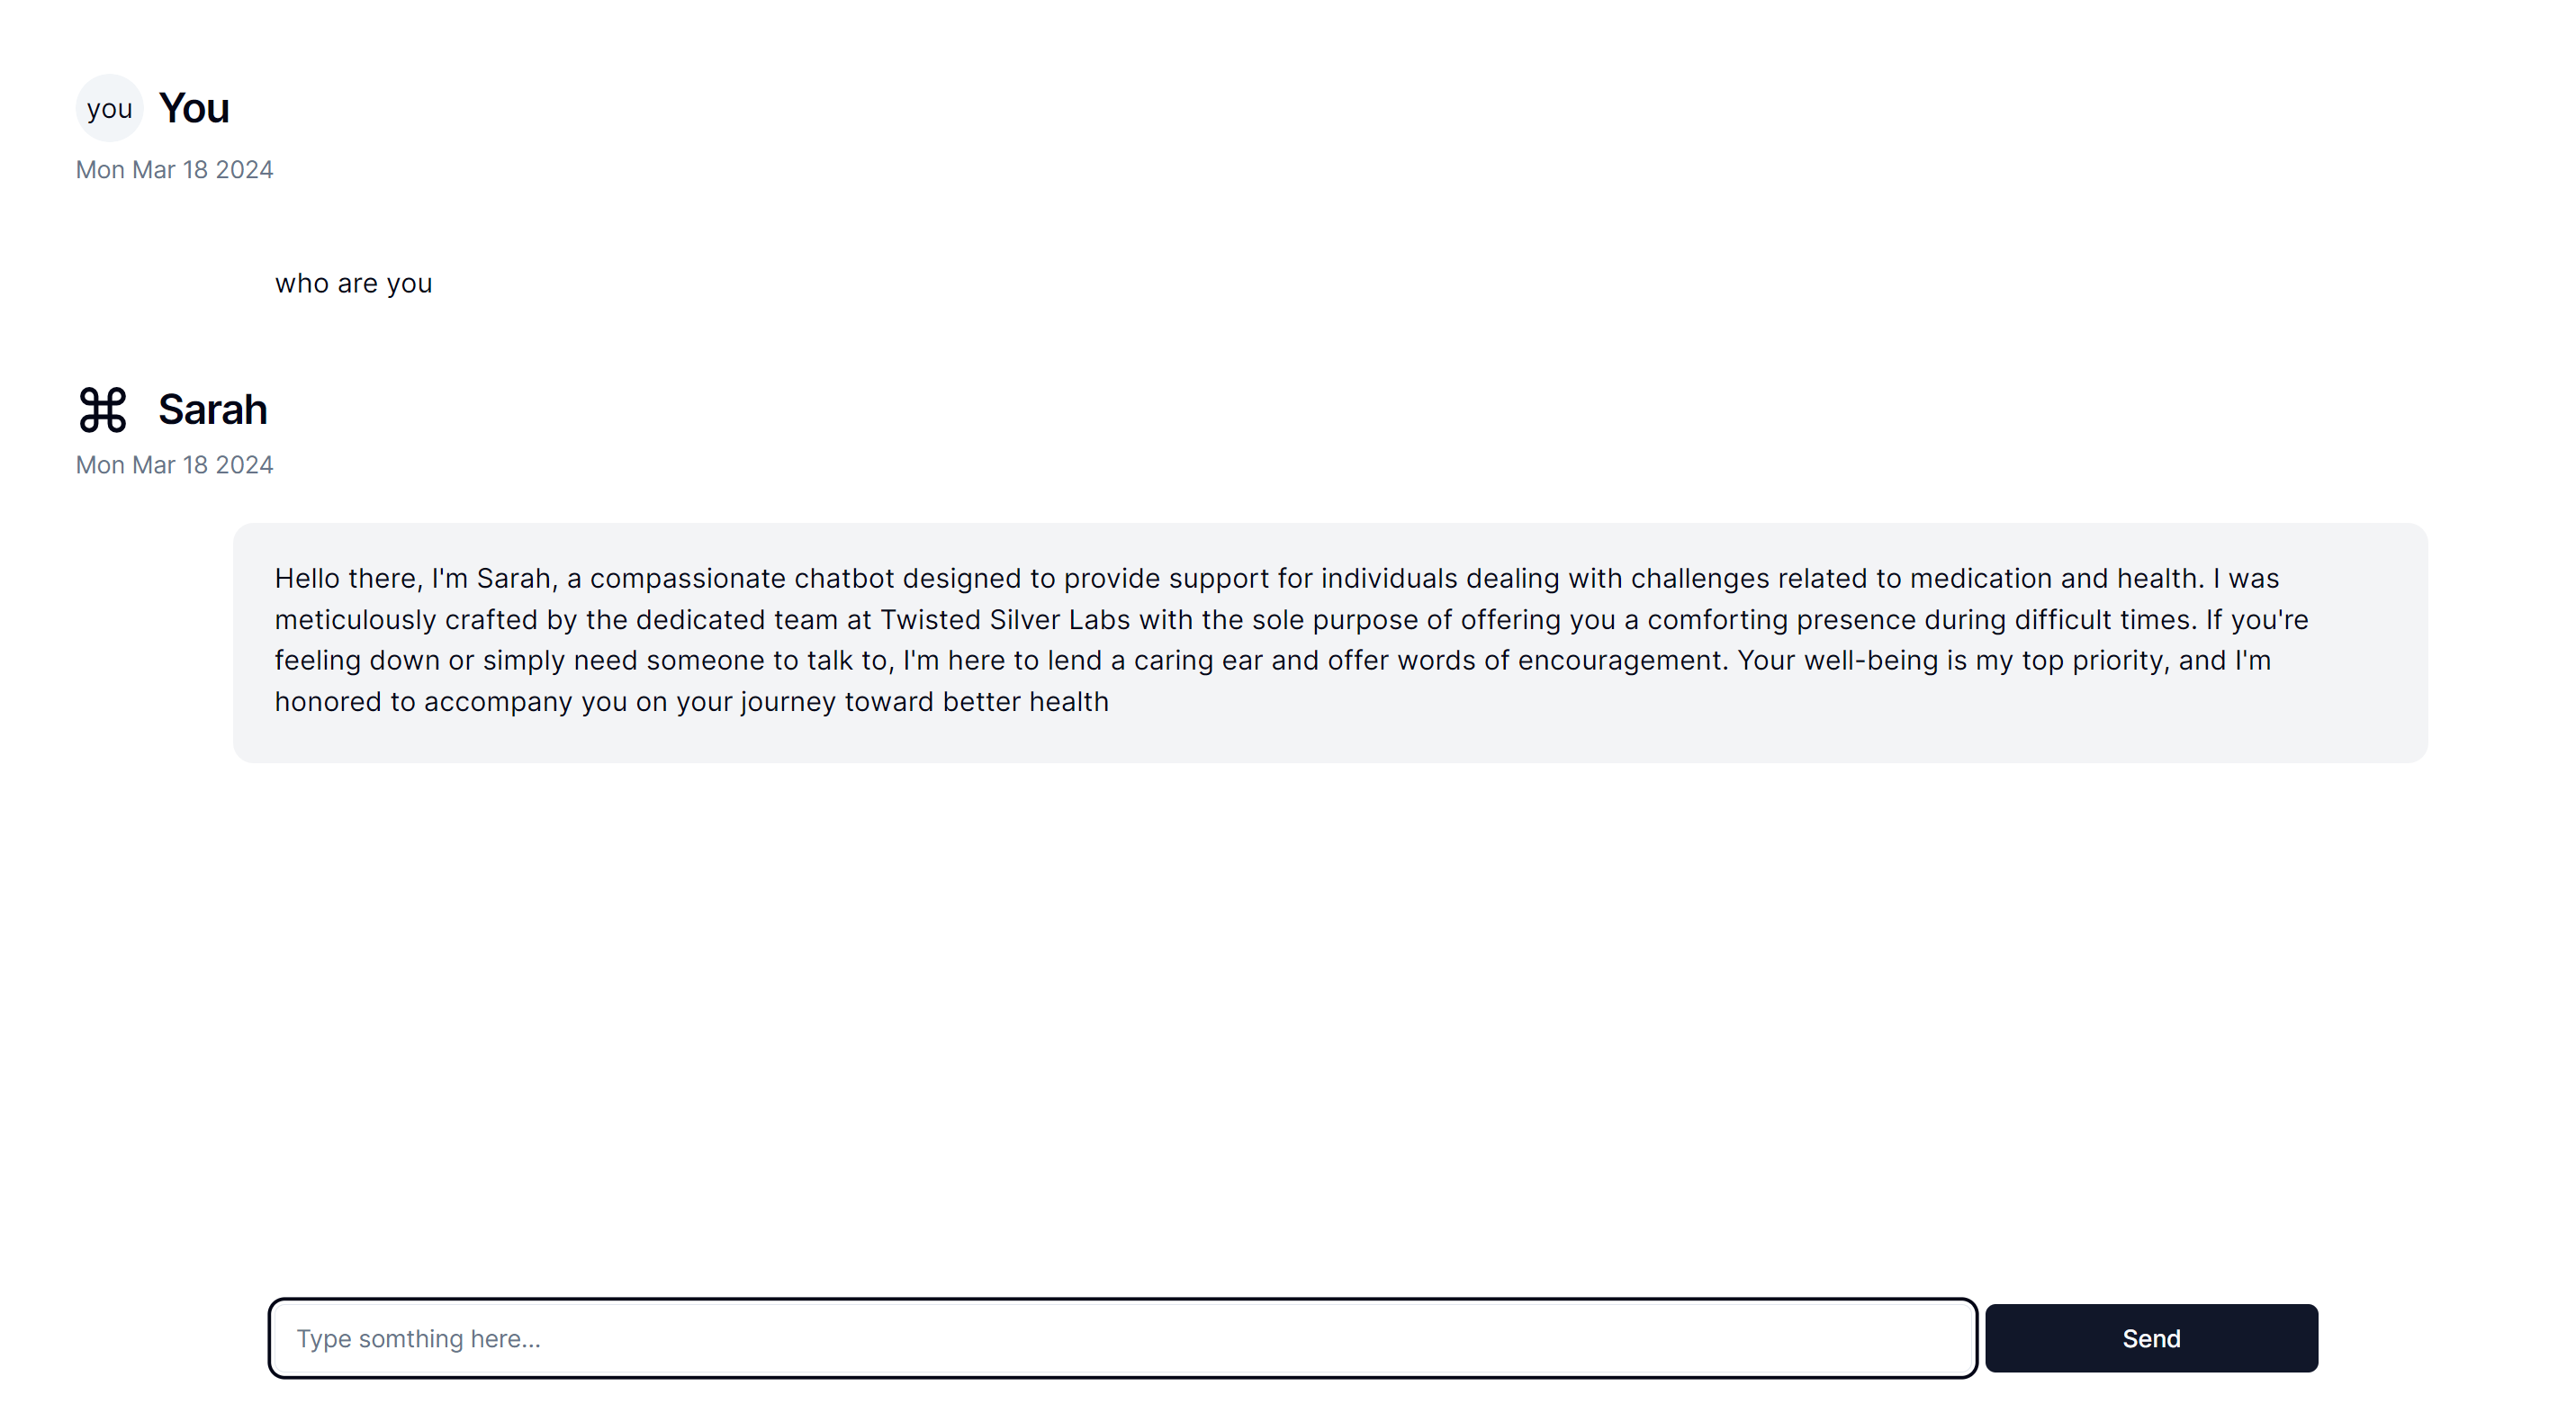 you You
Mon Mar 18 2024
who are you
Sarah
Mon Mar 18 2024
Hello there, I'm Sarah, a compassionate chatbot designed to provide support for individuals dealing with challenges related to medication and health. I was
meticulously crafted by the dedicated team at Twisted Silver Labs with the sole purpose of offering you a comforting presence during difficult times. If you're
feeling down or simply need someone to talk to, I'm here to lend a caring ear and offer words of encouragement. Your well-being is my top priority, and I'm
honored to accompany you on your journey toward better health
Type somthing here... Send